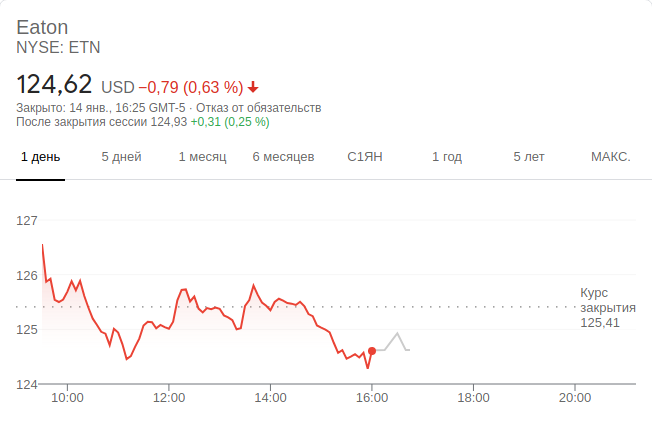 Eaton
NYSE: ETN
124,62 USD −0,79 (0,63 %)
Закрыто: 14 янв., 16:25 GMT-5 · Отказ от обязательств
После закрытия сессии 124,93 +0,31 (0,25 %)
1 день 5 дней 1 месяц 6 месяцев С1ЯН 1 год 5 лет МАКС.
127
126
Курс
закрытия
125,41
125
124
10:00 12:00 14:00 16:00 18:00 20:00